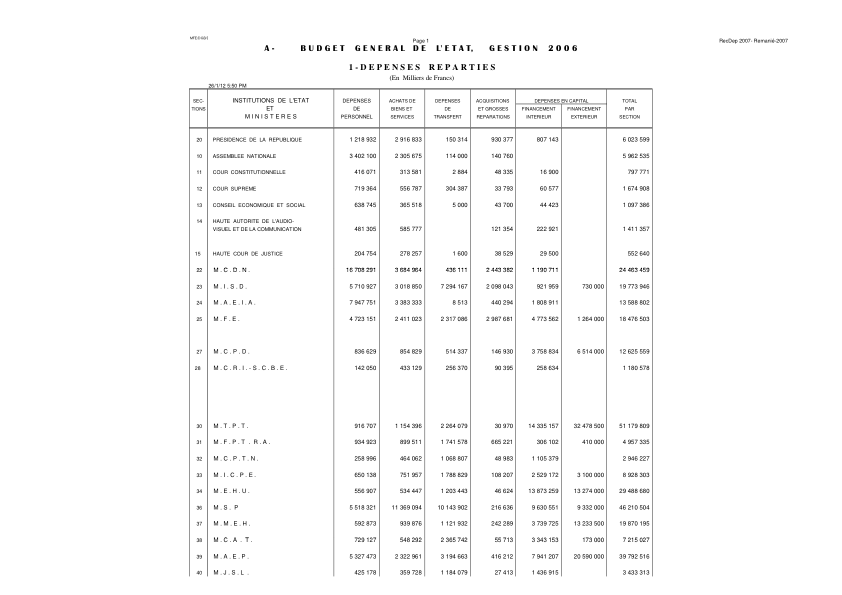 Page 1
RecDep 2007- Remanié-2007
A- BUDGET GENERAL DE L'ETAT, GESTION 2006
1-DEPENSES REPARTIES
(En Milliers de Francs)
26/1/12 5:50 PM
SEC- INSTITUTIONS DE L'ETAT DEPENSES ACHATS DE DEPENSES ACQUISITIONS DEPENSES EN CAPITAL TOTAL
TIONS ET DE BIENS ET DE ET GROSSES FINANCEMENT FINANCEMENT PAR
MINISTERES PERSONNEL SERVICES TRANSFERT REPARATIONS INTERIEUR EXTERIEUR SECTION
20 PRESIDENCE DE LA REPUBLIQUE 1 218 932 2 916 833 150 314 930 377 807 143 6 023 599
10 ASSEMBLEE NATIONALE 3 402 100 2 305 675 114 000 140 760 5 962 535
11 COUR CONSTITUTIONNELLE 416 071 313 581 2 884 48 335 16 900 797 771
12 COUR SUPREME 719 364 556 787 304 387 33 793 60 577 1 674 908
13 CONSEIL ECONOMIQUE ET SOCIAL 638 745 365 518 5 000 43 700 44 423 1 097 386
14 HAUTE AUTORITE DE L'AUDIO-
VISUEL ET DE LA COMMUNICATION 481 305 585 777 121 354 222 921 1 411 357
15 HAUTE COUR DE JUSTICE 204 754 278 257 1 600 38 529 29 500 552 640
22 M.C.D.N. 16 708 291 3 684 964 436 111 2 443 382 1 190 711 24 463 459
23 M.I.S.D. 5 710 927 3 018 850 7 294 167 2 098 043 921 959 730 000 19 773 946
24 M.A.E.I.A. 7 947 751 3 383 333 8 513 440 294 1 808 911 13 588 802
25 M.F.E. 4 723 151 2 411 023 2 317 086 2 987 681 4 773 562 1 264 000 18 476 503
27 M.C.P.D. 836 629 854 829 514 337 146 930 3 758 834 6 514 000 12 625 559
28 M.C.R.I.-S.C.B.E. 142 050 433 129 256 370 90 395 258 634 1 180 578
30 M.T.P.T. 916 707 1 154 396 2 264 079 30 970 14 335 157 32 478 500 51 179 809
31 M.F.P.T.R.A. 934 923 899 511 1 741 578 665 221 306 102 410 000 4 957 335
32 M.C.P.T.N. 258 996 464 062 1 068 807 48 983 1 105 379 2 946 227
33 M.I.C.P.E. 650 138 751 957 1 788 829 108 207 2 529 172 3 100 000 8 928 303
34 M.E.H.U. 556 907 534 447 1 203 443 46 624 13 873 259 13 274 000 29 488 680
36 M.S.P 5 518 321 11 369 094 10 143 902 216 636 9 630 551 9 332 000 46 210 504
37 M.M.E.H. 592 873 939 876 1 121 932 242 289 3 739 725 13 233 500 19 870 195
38 M.C.A.T. 729 127 548 292 2 365 742 55 713 3 343 153 173 000 7 215 027
39 M.A.E.P. 5 327 473 2 322 961 3 194 663 416 212 7 941 207 20 590 000 39 792 516
40 M.J.S.L. 425 178 359 728 1 184 079 27 413 1 436 915 3 433 313